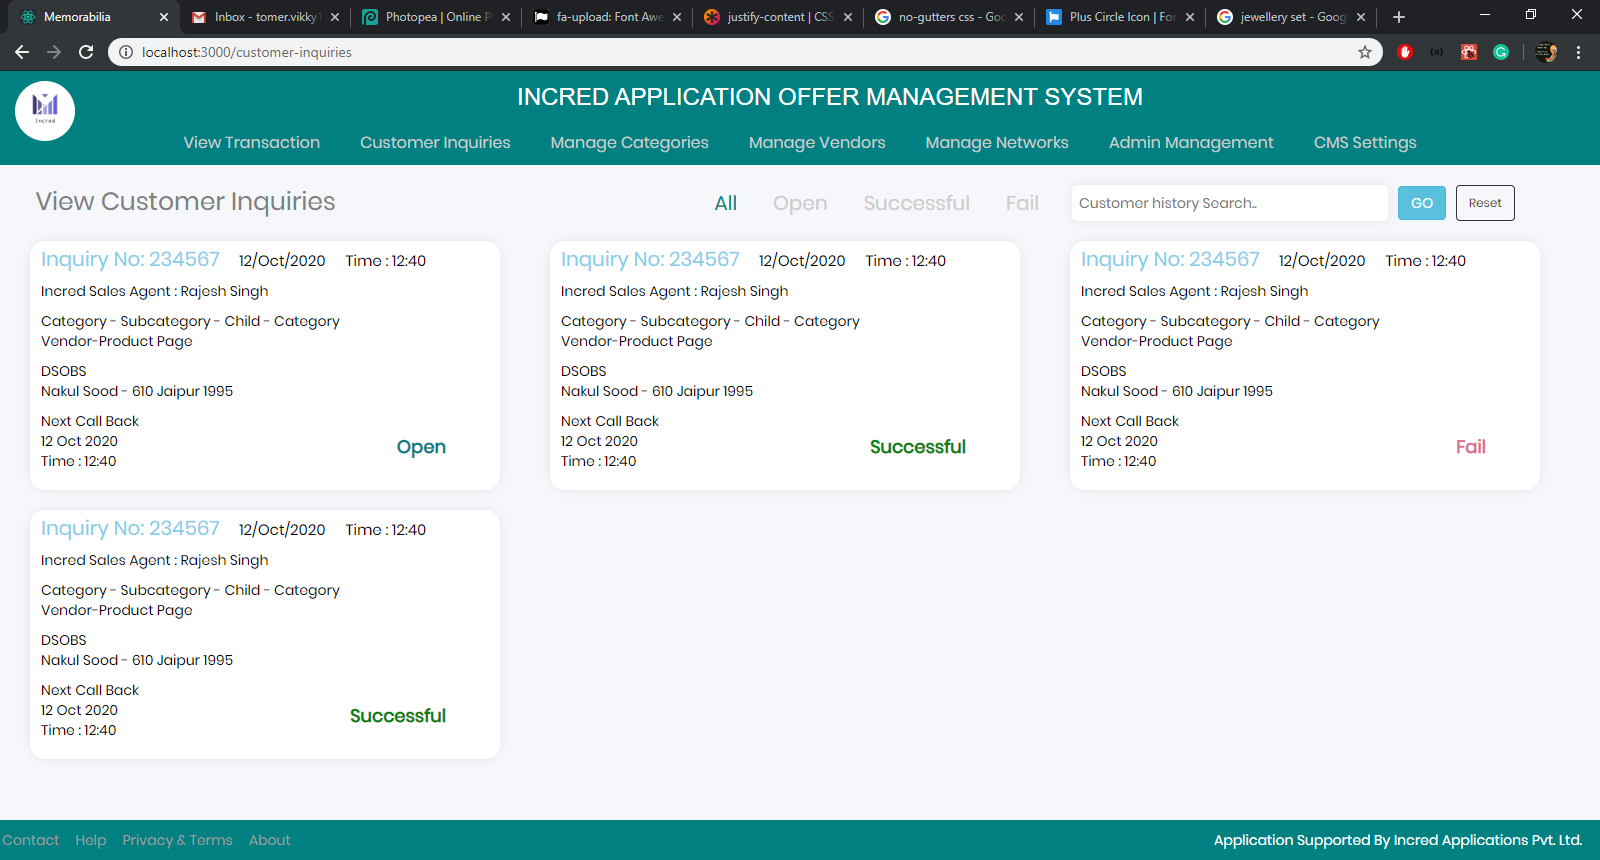 Memorabilia
Inbox - tomer.vikky1
Photopea | Online P
fa-upload: Font Awe
justify-content | CSS
no-gutters css - Goo
Plus Circle Icon | For
jewellery set - Goog
localhost:3000/customer-inquiries
Incred
INCRED APPLICATION OFFER MANAGEMENT SYSTEM
View Transaction Customer Inquiries Manage Categories Manage Vendors Manage Networks Admin Management CMS Settings
View Customer Inquiries
All Open Successful Fail
Customer history Search..
GO
Reset
Inquiry No: 234567 12/Oct/2020 Time : 12:40
Incred Sales Agent : Rajesh Singh
Category - Subcategory - Child - Category
Vendor-Product Page
DSOBS
Nakul Sood - 610 Jaipur 1995
Next Call Back
12 Oct 2020
Time : 12:40
Open
Inquiry No: 234567 12/Oct/2020 Time : 12:40
Incred Sales Agent : Rajesh Singh
Category - Subcategory - Child - Category
Vendor-Product Page
DSOBS
Nakul Sood - 610 Jaipur 1995
Next Call Back
12 Oct 2020
Time : 12:40
Successful
Inquiry No: 234567 12/Oct/2020 Time : 12:40
Incred Sales Agent : Rajesh Singh
Category - Subcategory - Child - Category
Vendor-Product Page
DSOBS
Nakul Sood - 610 Jaipur 1995
Next Call Back
12 Oct 2020
Time : 12:40
Fail
Inquiry No: 234567 12/Oct/2020 Time : 12:40
Incred Sales Agent : Rajesh Singh
Category - Subcategory - Child - Category
Vendor-Product Page
DSOBS
Nakul Sood - 610 Jaipur 1995
Next Call Back
12 Oct 2020
Time : 12:40
Successful
Contact Help Privacy & Terms About
Application Supported By Incred Applications Pvt. Ltd.